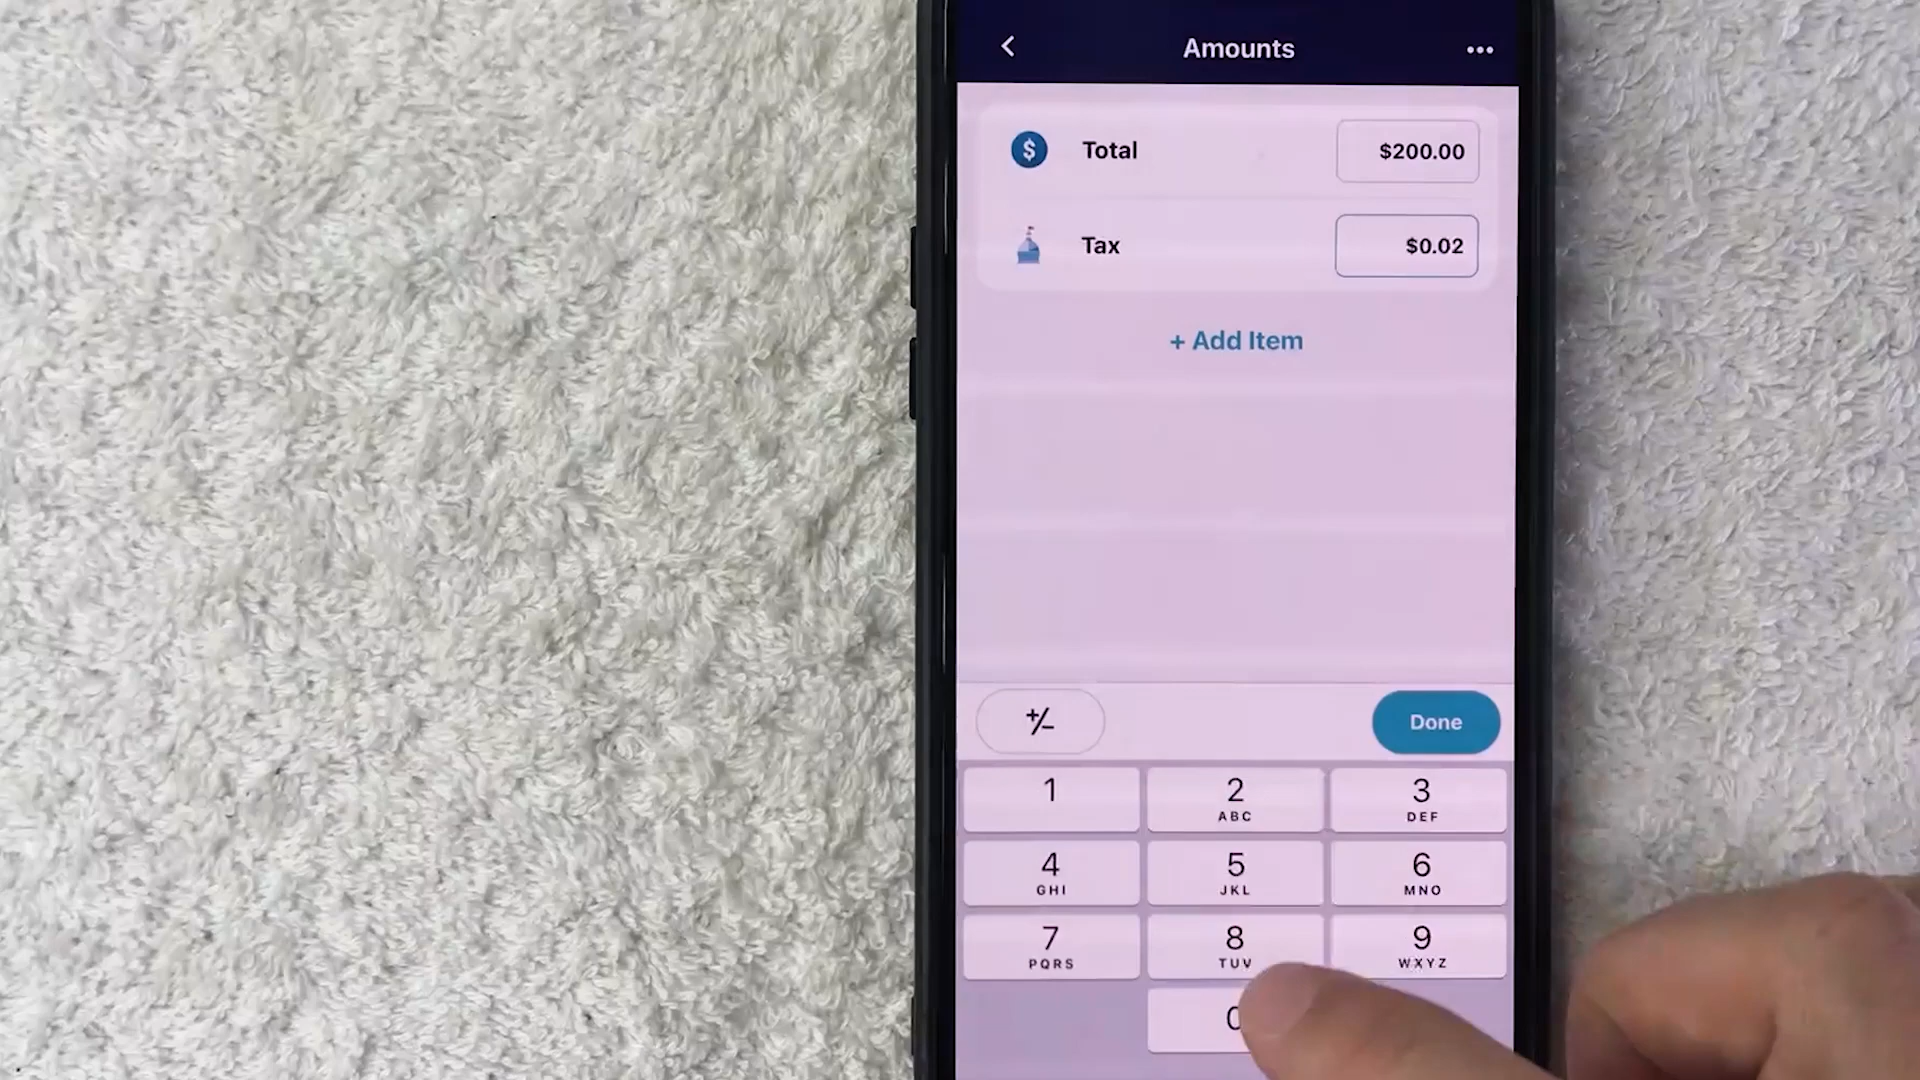 Amounts
$ Total $200.00
Tax $0.02
+ Add Item
+/- Done
1 2 3
ABC DEF
4 5 6
GHI JKL MNO
7 8 9
PQRS TUV WXYZ
0